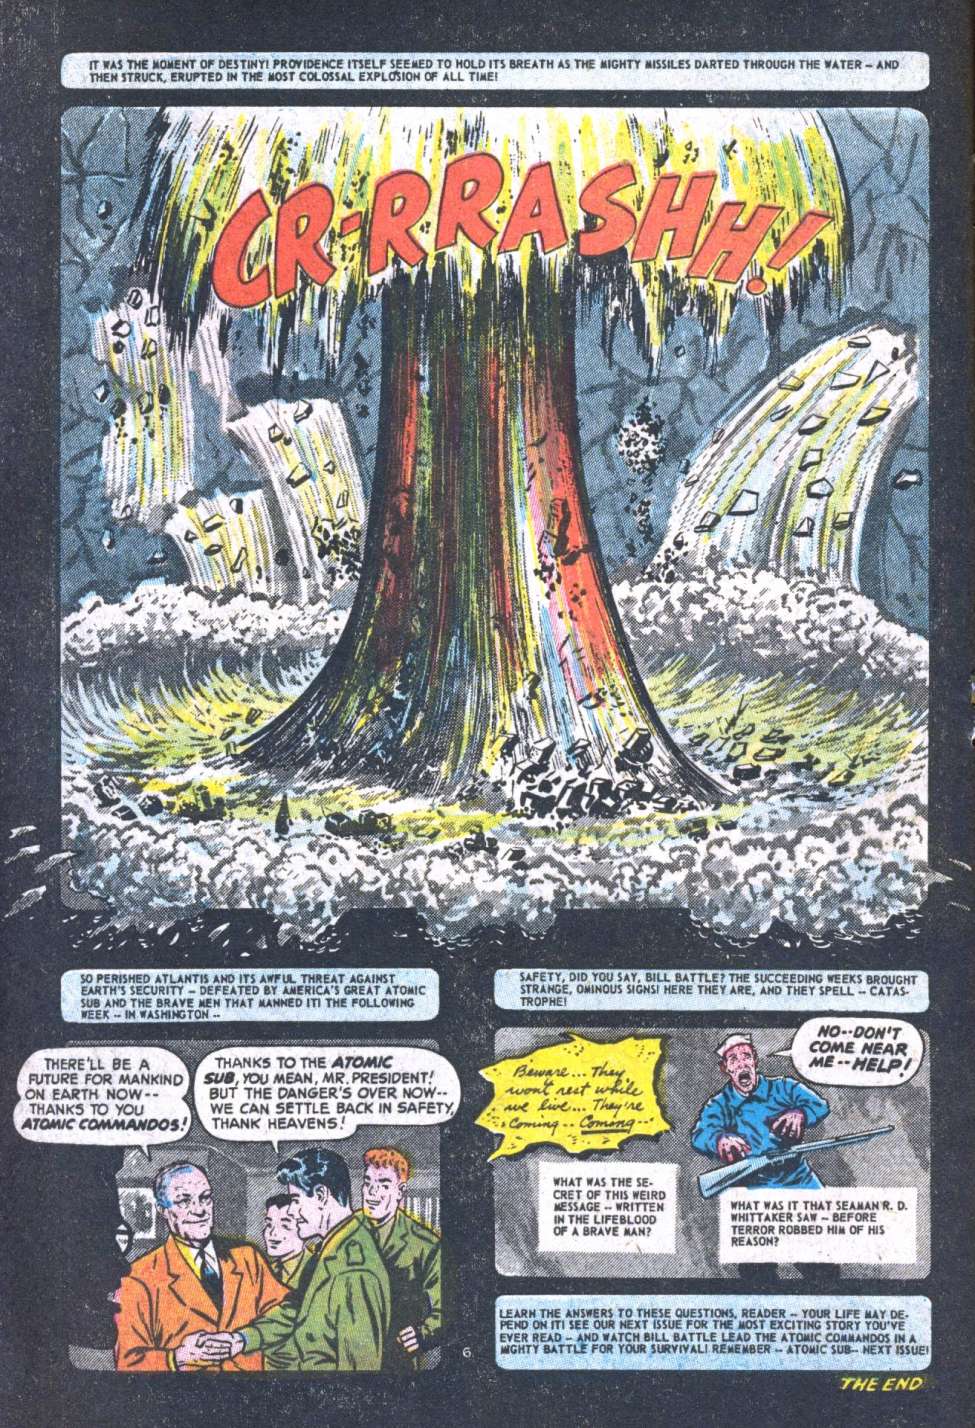 IT WAS THE MOMENT OF DESTINY! PROVIDENCE ITSELF SEEMED TO HOLD ITS BREATH AS THE MIGHTY MISSILES DARTED THROUGH THE WATER – AND
THEN STRUCK, ERUPTED IN THE MOST COLOSSAL EXPLOSION OF ALL TIME!
CR-RRASHH!
SO PERISHED ATLANTIS AND ITS AWFUL THREAT AGAINST
EARTH'S SECURITY – DEFEATED BY AMERICA'S GREAT ATOMIC
SUB AND THE BRAVE MEN THAT MANNED IT! THE FOLLOWING
WEEK – IN WASHINGTON –
THERE'LL BE A
FUTURE FOR MANKIND
ON EARTH NOW--
THANKS TO YOU
ATOMIC COMMANDOS!
THANKS TO THE ATOMIC
SUB, YOU MEAN, MR. PRESIDENT!
BUT THE DANGER'S OVER NOW--
WE CAN SETTLE BACK IN SAFETY,
THANK HEAVENS!
SAFETY, DID YOU SAY, BILL BATTLE? THE SUCCEEDING WEEKS BROUGHT
STRANGE, OMINOUS SIGNS! HERE THEY ARE, AND THEY SPELL – CATAS-
TROPHE!
Beware... They
won't rest while
we live... They're
Coming-- Comong--
WHAT WAS THE SE-
CRET OF THIS WEIRD
MESSAGE – WRITTEN
IN THE LIFEBLOOD
OF A BRAVE MAN?
NO--DON'T
COME NEAR
ME--HELP!
WHAT WAS IT THAT SEAMAN R. D.
WHITTAKER SAW – BEFORE
TERROR ROBBED HIM OF HIS
REASON?
LEARN THE ANSWERS TO THESE QUESTIONS, READER – YOUR LIFE MAY DE-
PEND ON IT! SEE OUR NEXT ISSUE FOR THE MOST EXCITING STORY YOU'VE
EVER READ – AND WATCH BILL BATTLE LEAD THE ATOMIC COMMANDOS IN A
MIGHTY BATTLE FOR YOUR SURVIVAL! REMEMBER – ATOMIC SUB– NEXT ISSUE!
6
THE END